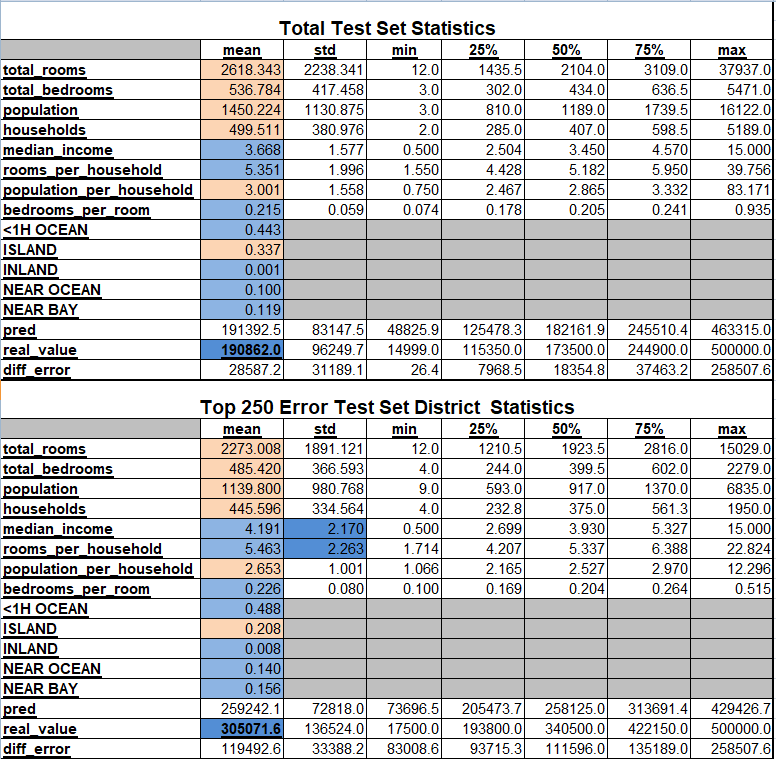 Total Test Set Statistics
mean std min 25% 50% 75% max
total_rooms 2618.343 2238.341 12.0 1435.5 2104.0 3109.0 37937.0
total_bedrooms 536.784 417.458 3.0 302.0 434.0 636.5 5471.0
population 1450.224 1130.875 3.0 810.0 1189.0 1739.5 16122.0
households 499.511 380.976 2.0 285.0 407.0 598.5 5189.0
median_income 3.668 1.577 0.500 2.504 3.450 4.570 15.000
rooms_per_household 5.351 1.996 1.550 4.428 5.182 5.950 39.756
population_per_household 3.001 1.558 0.750 2.467 2.865 3.332 83.171
bedrooms_per_room 0.215 0.059 0.074 0.178 0.205 0.241 0.935
<1H OCEAN 0.443
ISLAND 0.337
INLAND 0.001
NEAR OCEAN 0.100
NEAR BAY 0.119
pred 191392.5 83147.5 48825.9 125478.3 182161.9 245510.4 463315.0
real_value 190862.0 96249.7 14999.0 115350.0 173500.0 244900.0 500000.0
diff_error 28587.2 31189.1 26.4 7968.5 18354.8 37463.2 258507.6
Top 250 Error Test Set District Statistics
mean std min 25% 50% 75% max
total_rooms 2273.008 1891.121 12.0 1210.5 1923.5 2816.0 15029.0
total_bedrooms 485.420 366.593 4.0 244.0 399.5 602.0 2279.0
population 1139.800 980.768 9.0 593.0 917.0 1370.0 6835.0
households 445.596 334.564 4.0 232.8 375.0 561.3 1950.0
median_income 4.191 2.170 0.500 2.699 3.930 5.327 15.000
rooms_per_household 5.463 2.263 1.714 4.207 5.337 6.388 22.824
population_per_household 2.653 1.001 1.066 2.165 2.527 2.970 12.296
bedrooms_per_room 0.226 0.080 0.100 0.169 0.204 0.264 0.515
<1H OCEAN 0.488
ISLAND 0.208
INLAND 0.008
NEAR OCEAN 0.140
NEAR BAY 0.156
pred 259242.1 72818.0 73696.5 205473.7 258125.0 313691.4 429426.7
real_value 305071.6 136524.0 17500.0 193800.0 340500.0 422150.0 500000.0
diff_error 119492.6 33388.2 83008.6 93715.3 111596.0 135189.0 258507.6